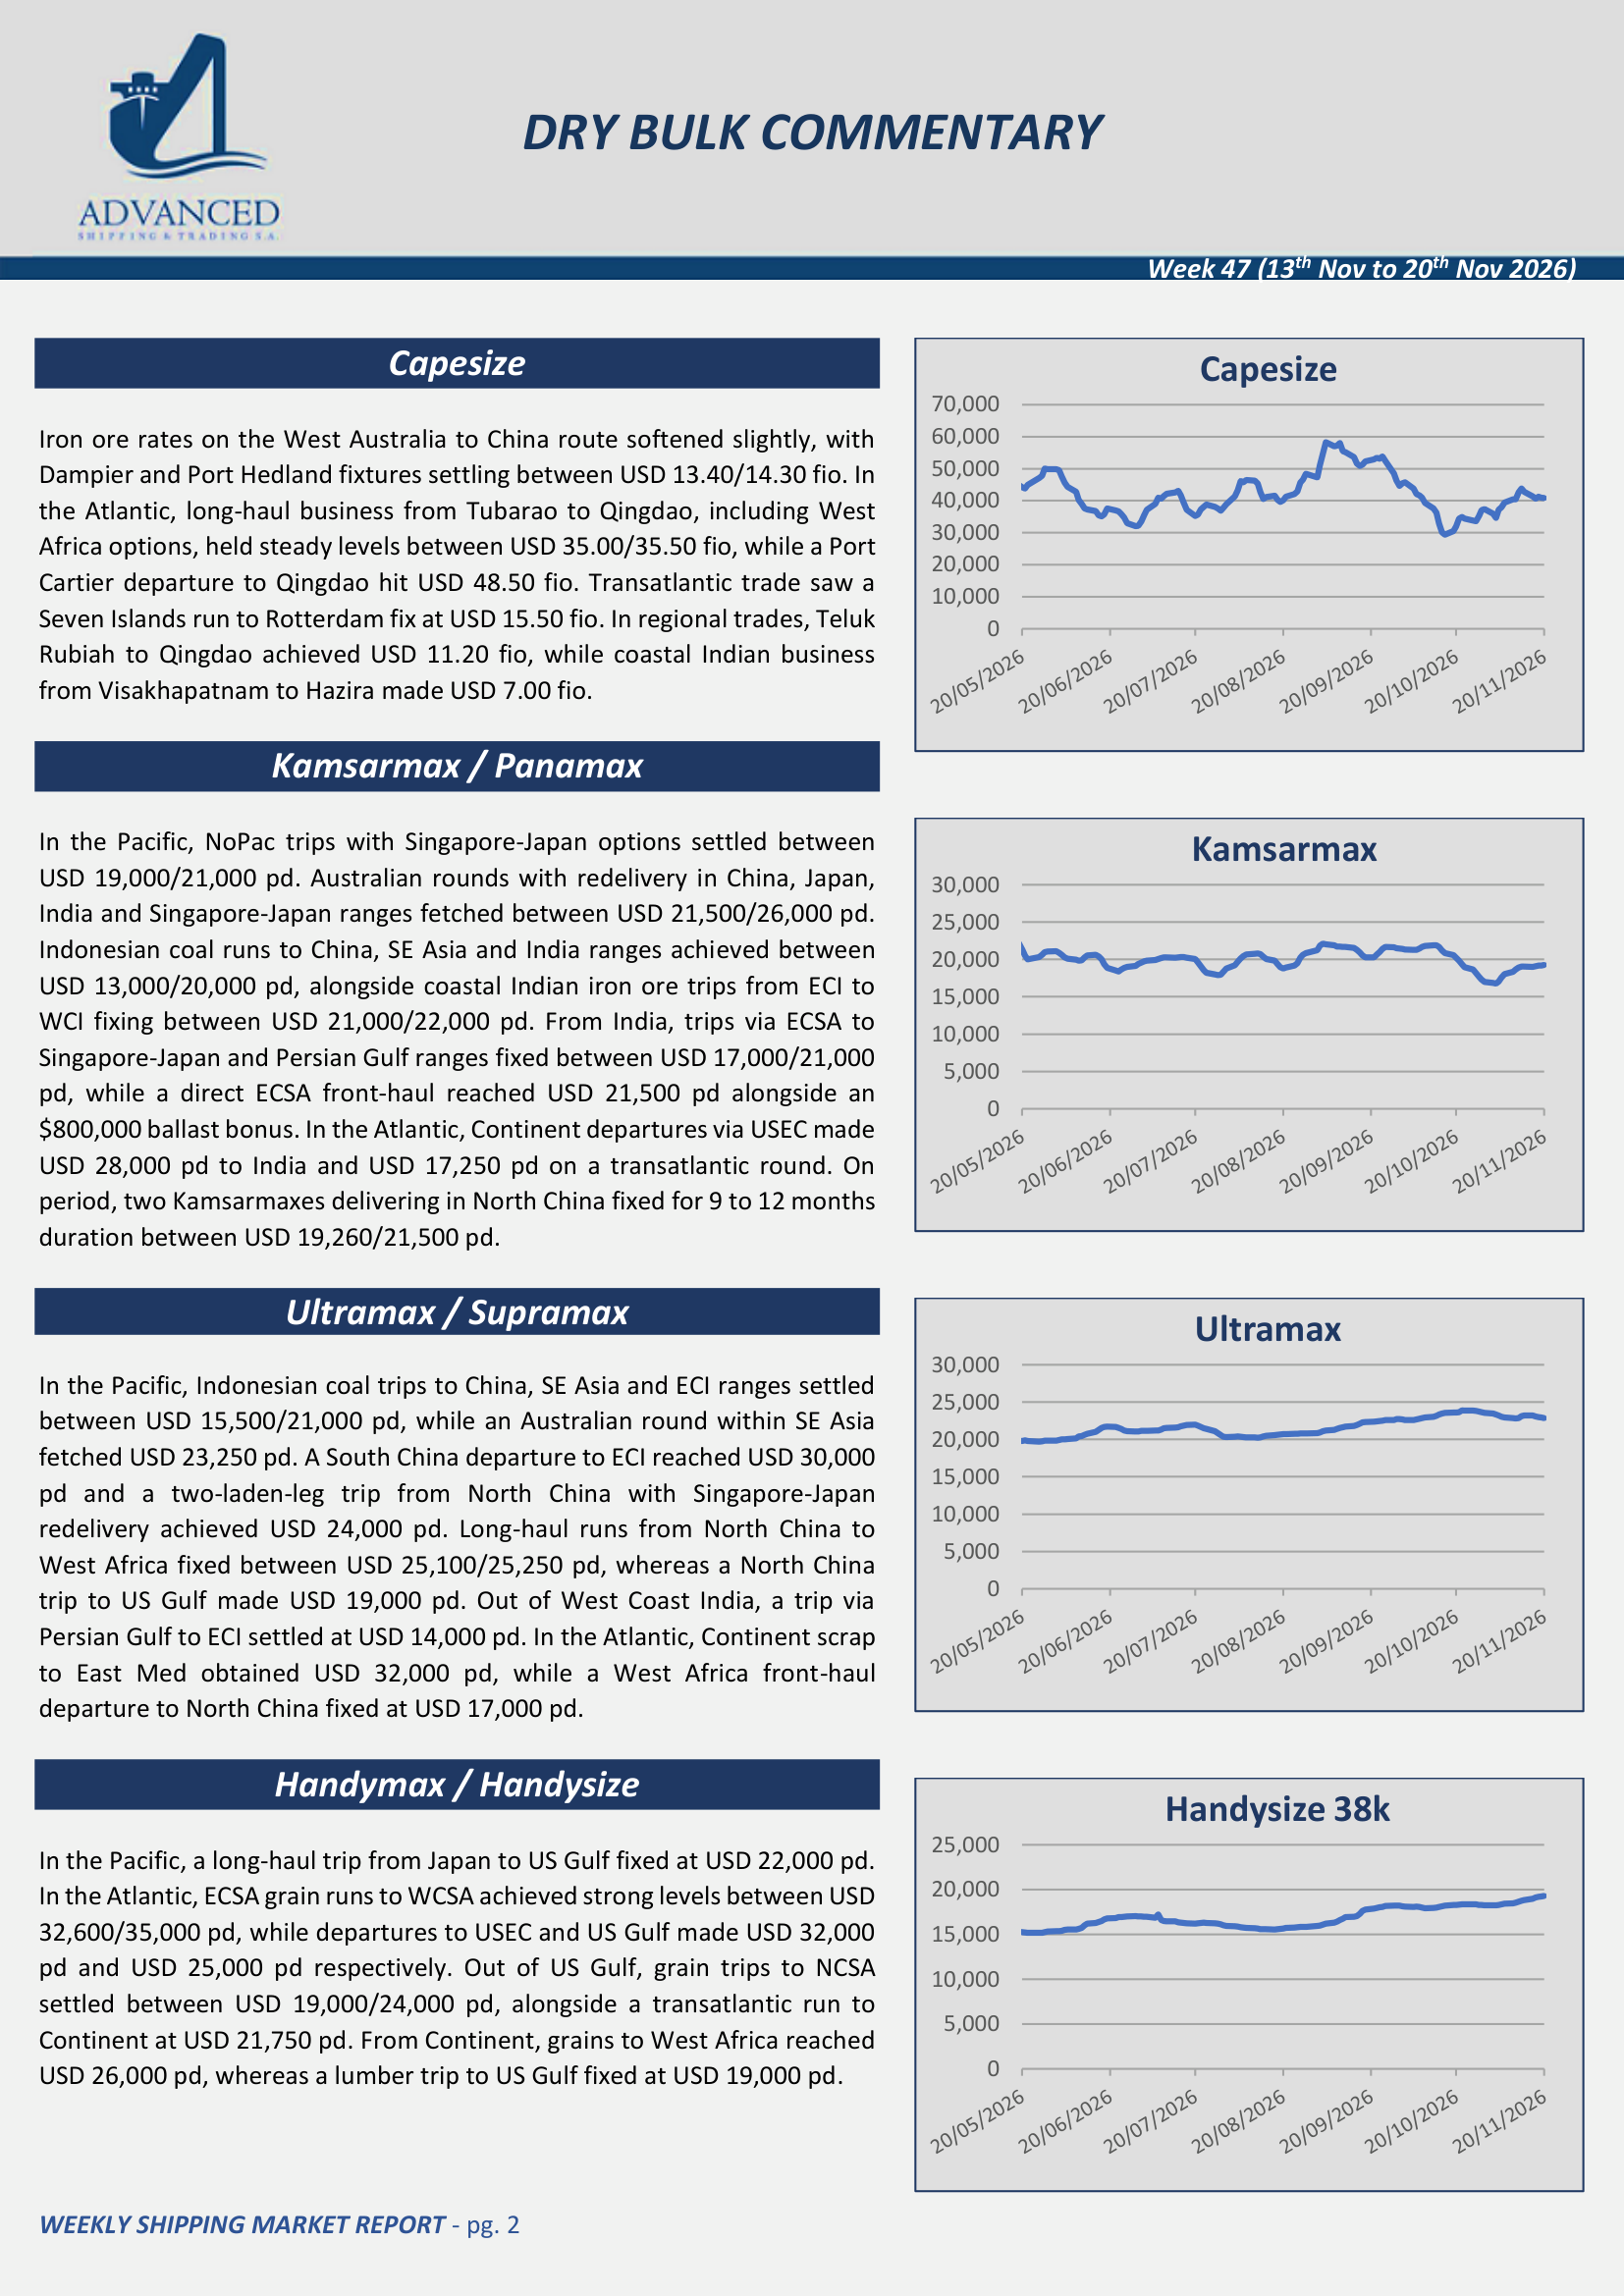 ADVANCED
SHIPPING & TRADING S.A.
DRY BULK COMMENTARY
Week 47 (13th Nov to 20th Nov 2026)
Capesize
Iron ore rates on the West Australia to China route softened slightly, with
Dampier and Port Hedland fixtures settling between USD 13.40/14.30 fio. In
the Atlantic, long-haul business from Tubarao to Qingdao, including West
Africa options, held steady levels between USD 35.00/35.50 fio, while a Port
Cartier departure to Qingdao hit USD 48.50 fio. Transatlantic trade saw a
Seven Islands run to Rotterdam fix at USD 15.50 fio. In regional trades, Teluk
Rubiah to Qingdao achieved USD 11.20 fio, while coastal Indian business
from Visakhapatnam to Hazira made USD 7.00 fio.
Kamsarmax / Panamax
In the Pacific, NoPac trips with Singapore-Japan options settled between
USD 19,000/21,000 pd. Australian rounds with redelivery in China, Japan,
India and Singapore-Japan ranges fetched between USD 21,500/26,000 pd.
Indonesian coal runs to China, SE Asia and India ranges achieved between
USD 13,000/20,000 pd, alongside coastal Indian iron ore trips from ECI to
WCI fixing between USD 21,000/22,000 pd. From India, trips via ECSA to
Singapore-Japan and Persian Gulf ranges fixed between USD 17,000/21,000
pd, while a direct ECSA front-haul reached USD 21,500 pd alongside an
$800,000 ballast bonus. In the Atlantic, Continent departures via USEC made
USD 28,000 pd to India and USD 17,250 pd on a transatlantic round. On
period, two Kamsarmaxes delivering in North China fixed for 9 to 12 months
duration between USD 19,260/21,500 pd.
Ultramax / Supramax
In the Pacific, Indonesian coal trips to China, SE Asia and ECI ranges settled
between USD 15,500/21,000 pd, while an Australian round within SE Asia
fetched USD 23,250 pd. A South China departure to ECI reached USD 30,000
pd and a two-laden-leg trip from North China with Singapore-Japan
redelivery achieved USD 24,000 pd. Long-haul runs from North China to
West Africa fixed between USD 25,100/25,250 pd, whereas a North China
trip to US Gulf made USD 19,000 pd. Out of West Coast India, a trip via
Persian Gulf to ECI settled at USD 14,000 pd. In the Atlantic, Continent scrap
to East Med obtained USD 32,000 pd, while a West Africa front-haul
departure to North China fixed at USD 17,000 pd.
Handymax / Handysize
In the Pacific, a long-haul trip from Japan to US Gulf fixed at USD 22,000 pd.
In the Atlantic, ECSA grain runs to WCSA achieved strong levels between USD
32,600/35,000 pd, while departures to USEC and US Gulf made USD 32,000
pd and USD 25,000 pd respectively. Out of US Gulf, grain trips to NCSA
settled between USD 19,000/24,000 pd, alongside a transatlantic run to
Continent at USD 21,750 pd. From Continent, grains to West Africa reached
USD 26,000 pd, whereas a lumber trip to US Gulf fixed at USD 19,000 pd.
Capesize
70,000
60,000
50,000
40,000
30,000
20,000
10,000
0
20/05/2026
20/06/2026
20/07/2026
20/08/2026
20/09/2026
20/10/2026
20/11/2026
Kamsarmax
30,000
25,000
20,000
15,000
10,000
5,000
0
20/05/2026
20/06/2026
20/07/2026
20/08/2026
20/09/2026
20/10/2026
20/11/2026
Ultramax
30,000
25,000
20,000
15,000
10,000
5,000
0
20/05/2026
20/06/2026
20/07/2026
20/08/2026
20/09/2026
20/10/2026
20/11/2026
Handysize 38k
25,000
20,000
15,000
10,000
5,000
0
20/05/2026
20/06/2026
20/07/2026
20/08/2026
20/09/2026
20/10/2026
20/11/2026
WEEKLY SHIPPING MARKET REPORT - pg. 2